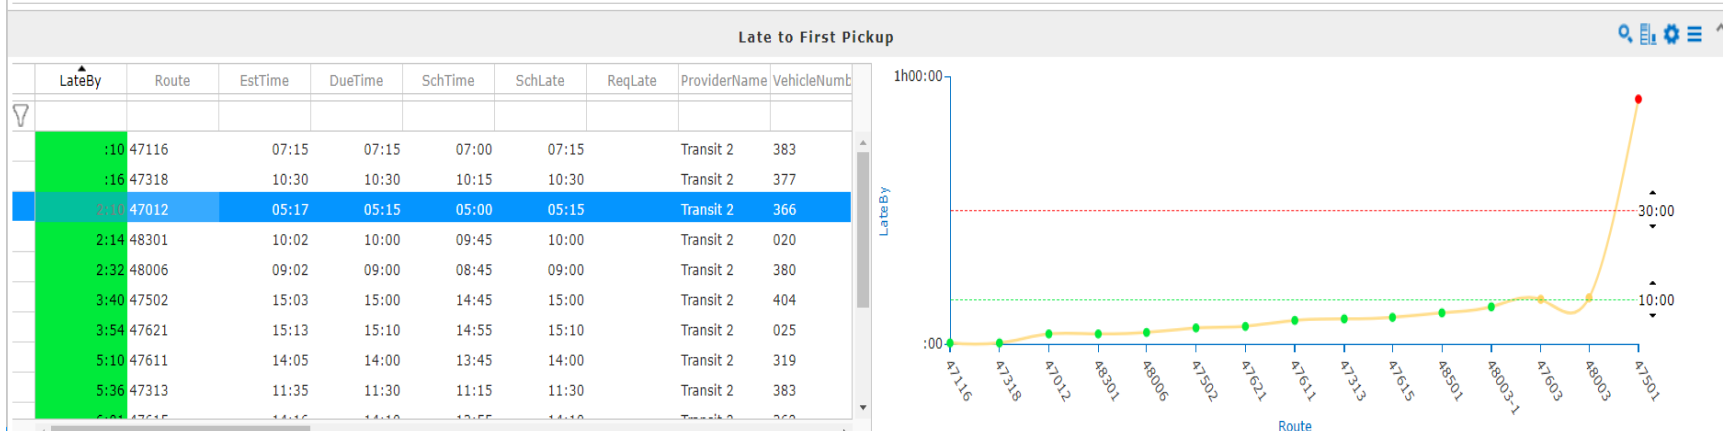 Late to First Pickup
LateBy Route EstTime DueTime SchTime SchLate ReqLate ProviderName VehicleNumb
:10 47116 07:15 07:15 07:00 07:15 Transit 2 383
:16 47318 10:30 10:30 10:15 10:30 Transit 2 377
2:10 47012 05:17 05:15 05:00 05:15 Transit 2 366
2:14 48301 10:02 10:00 09:45 10:00 Transit 2 020
2:32 48006 09:02 09:00 08:45 09:00 Transit 2 380
3:40 47502 15:03 15:00 14:45 15:00 Transit 2 404
3:54 47621 15:13 15:10 14:55 15:10 Transit 2 025
5:10 47611 14:05 14:00 13:45 14:00 Transit 2 319
5:36 47313 11:35 11:30 11:15 11:30 Transit 2 383
1h00:00
LateBy
30:00
10:00
:00
47116 47318 47012 48301 48006 47502 47621 47611 47313 47615 48501 48003-1 47603 48003 47501
Route